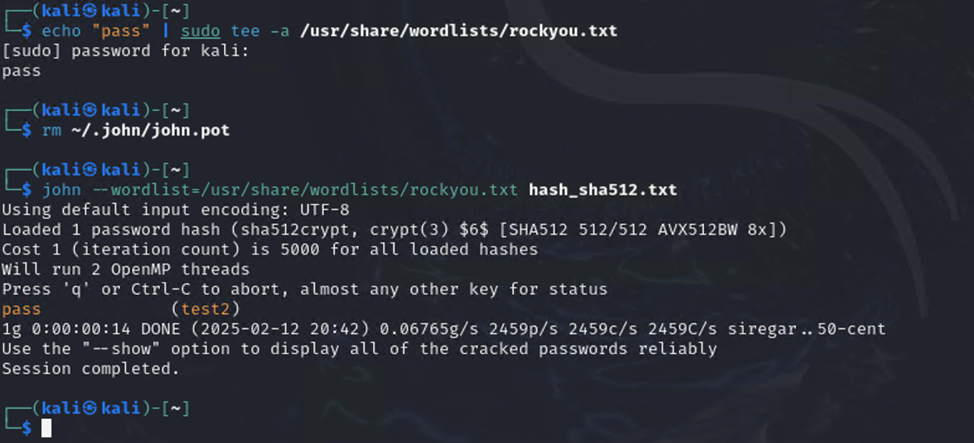 ┌──(kali㉿kali)-[~]
└─$ echo "pass" | sudo tee -a /usr/share/wordlists/rockyou.txt
[sudo] password for kali:
pass
┌──(kali㉿kali)-[~]
└─$ rm ~/.john/john.pot
┌──(kali㉿kali)-[~]
└─$ john --wordlist=/usr/share/wordlists/rockyou.txt hash_sha512.txt
Using default input encoding: UTF-8
Loaded 1 password hash (sha512crypt, crypt(3) $6$ [SHA512 512/512 AVX512BW 8x])
Cost 1 (iteration count) is 5000 for all loaded hashes
Will run 2 OpenMP threads
Press 'q' or Ctrl-C to abort, almost any other key for status
pass             (test2)
1g 0:00:00:14 DONE (2025-02-12 20:42) 0.06765g/s 2459p/s 2459c/s 2459C/s siregar..50-cent
Use the "--show" option to display all of the cracked passwords reliably
Session completed.
┌──(kali㉿kali)-[~]
└─$